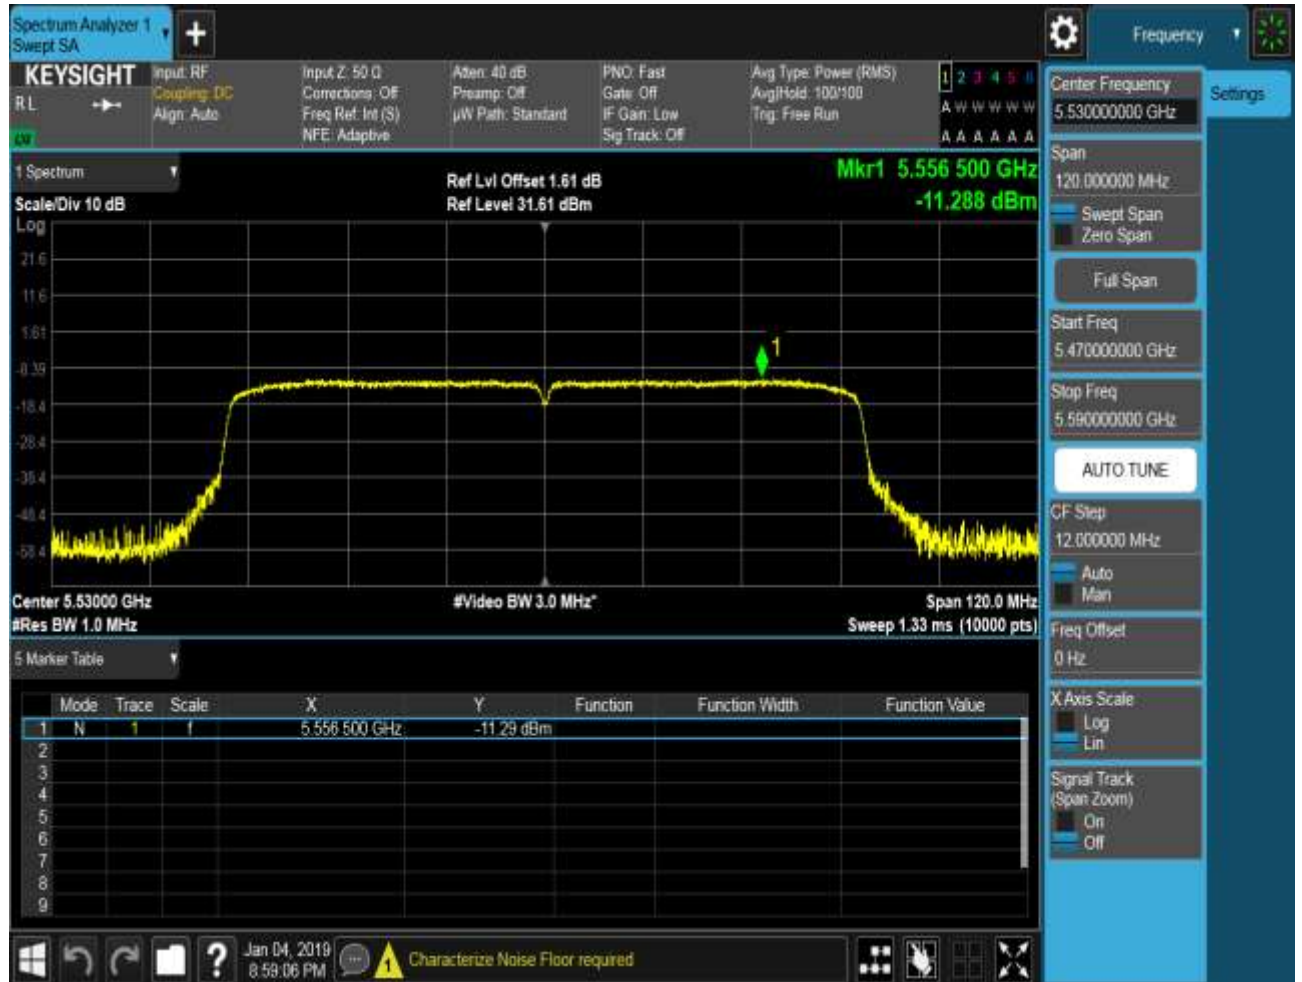 Spectrum Analyzer 1
Swept SA
+
Frequency
KEYSIGHT
R L
Input: RF
Coupling: DC
Align: Auto
Input Z: 50 Ω
Corrections: Off
Freq Ref: Int (S)
NFE: Adaptive
Atten: 40 dB
Preamp: Off
µW Path: Standard
PNO: Fast
Gate: Off
IF Gain: Low
Sig Track: Off
Avg Type: Power (RMS)
Avg|Hold: 100/100
Trig: Free Run
1 2 3 4 5 6
A W W W W W
A A A A A A
1 Spectrum
Scale/Div 10 dB
Log
Ref Lvl Offset 1.61 dB
Ref Level 31.61 dBm
Mkr1 5.556 500 GHz
-11.288 dBm
21.6
11.6
1.61
-8.39
-18.4
-28.4
-38.4
-48.4
-58.4
1
Center 5.53000 GHz
#Res BW 1.0 MHz
#Video BW 3.0 MHz*
Span 120.0 MHz
Sweep 1.33 ms (10000 pts)
5 Marker Table
Mode Trace Scale X Y Function Function Width Function Value
1 N 1 f 5.556 500 GHz -11.29 dBm
2
3
4
5
6
7
8
9
Center Frequency
5.530000000 GHz
Settings
Span
120.000000 MHz
Swept Span
Zero Span
Full Span
Start Freq
5.470000000 GHz
Stop Freq
5.590000000 GHz
AUTO TUNE
CF Step
12.000000 MHz
Auto
Man
Freq Offset
0 Hz
X Axis Scale
Log
Lin
Signal Track
(Span Zoom)
On
Off
?
Jan 04, 2019
8:59:06 PM
1
Characterize Noise Floor required